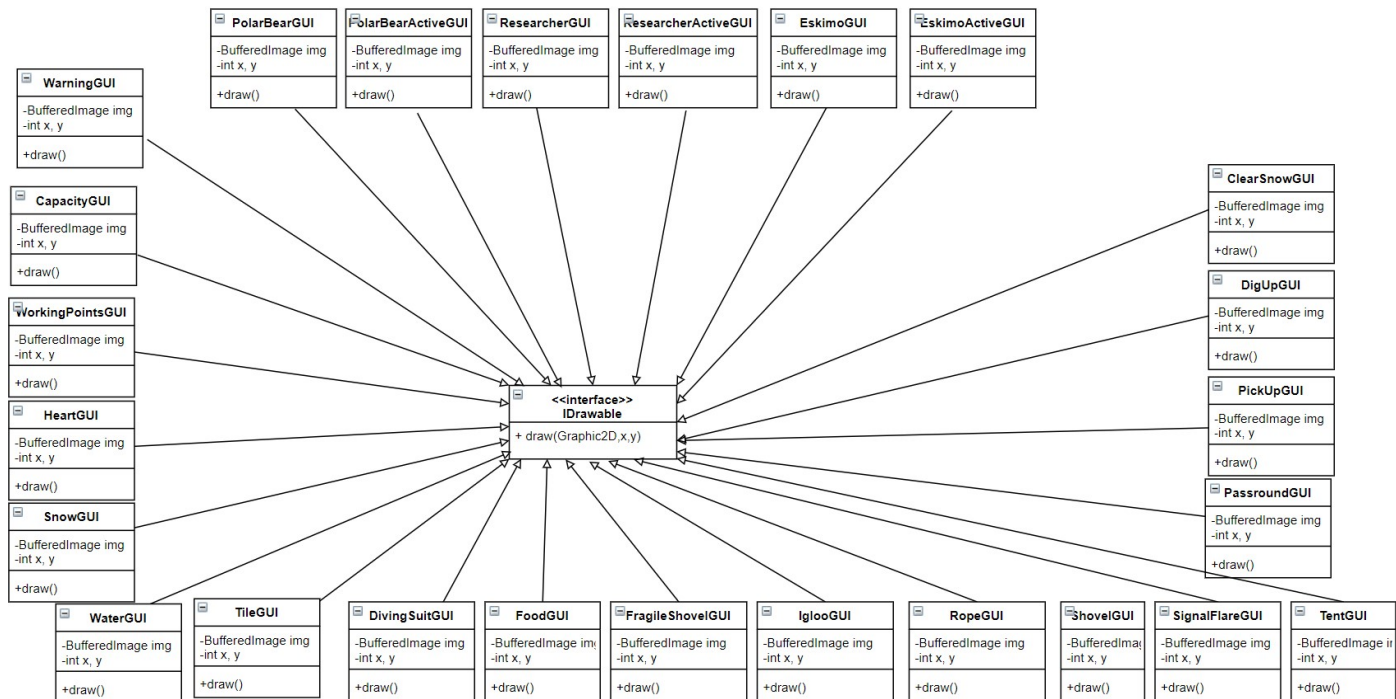 PolarBearGUI
-BufferedImage img
-int x, y
+draw()
PolarBearActiveGUI
-BufferedImage img
-int x, y
+draw()
ResearcherGUI
-BufferedImage img
-int x, y
+draw()
ResearcherActiveGUI
-BufferedImage img
-int x, y
+draw()
EskimoGUI
-BufferedImage img
-int x, y
+draw()
EskimoActiveGUI
-BufferedImage img
-int x, y
+draw()
WarningGUI
-BufferedImage img
-int x, y
+draw()
CapacityGUI
-BufferedImage img
-int x, y
+draw()
WorkingPointsGUI
-BufferedImage img
-int x, y
+draw()
HeartGUI
-BufferedImage img
-int x, y
+draw()
SnowGUI
-BufferedImage img
-int x, y
+draw()
<<interface>>
IDrawable
+ draw(Graphic2D,x,y)
ClearSnowGUI
-BufferedImage img
-int x, y
+draw()
DigUpGUI
-BufferedImage img
-int x, y
+draw()
PickUpGUI
-BufferedImage img
-int x, y
+draw()
PassroundGUI
-BufferedImage img
-int x, y
+draw()
WaterGUI
-BufferedImage img
-int x, y
+draw()
TileGUI
-BufferedImage img
-int x, y
+draw()
DivingSuitGUI
-BufferedImage img
-int x, y
+draw()
FoodGUI
-BufferedImage img
-int x, y
+draw()
FragileShovelGUI
-BufferedImage img
-int x, y
+draw()
IglooGUI
-BufferedImage img
-int x, y
+draw()
RopeGUI
-BufferedImage img
-int x, y
+draw()
ShovelGUI
-BufferedImag
-int x, y
+draw()
SignalFlareGUI
-BufferedImage img
-int x, y
+draw()
TentGUI
-BufferedImage i
-int x, y
+draw()